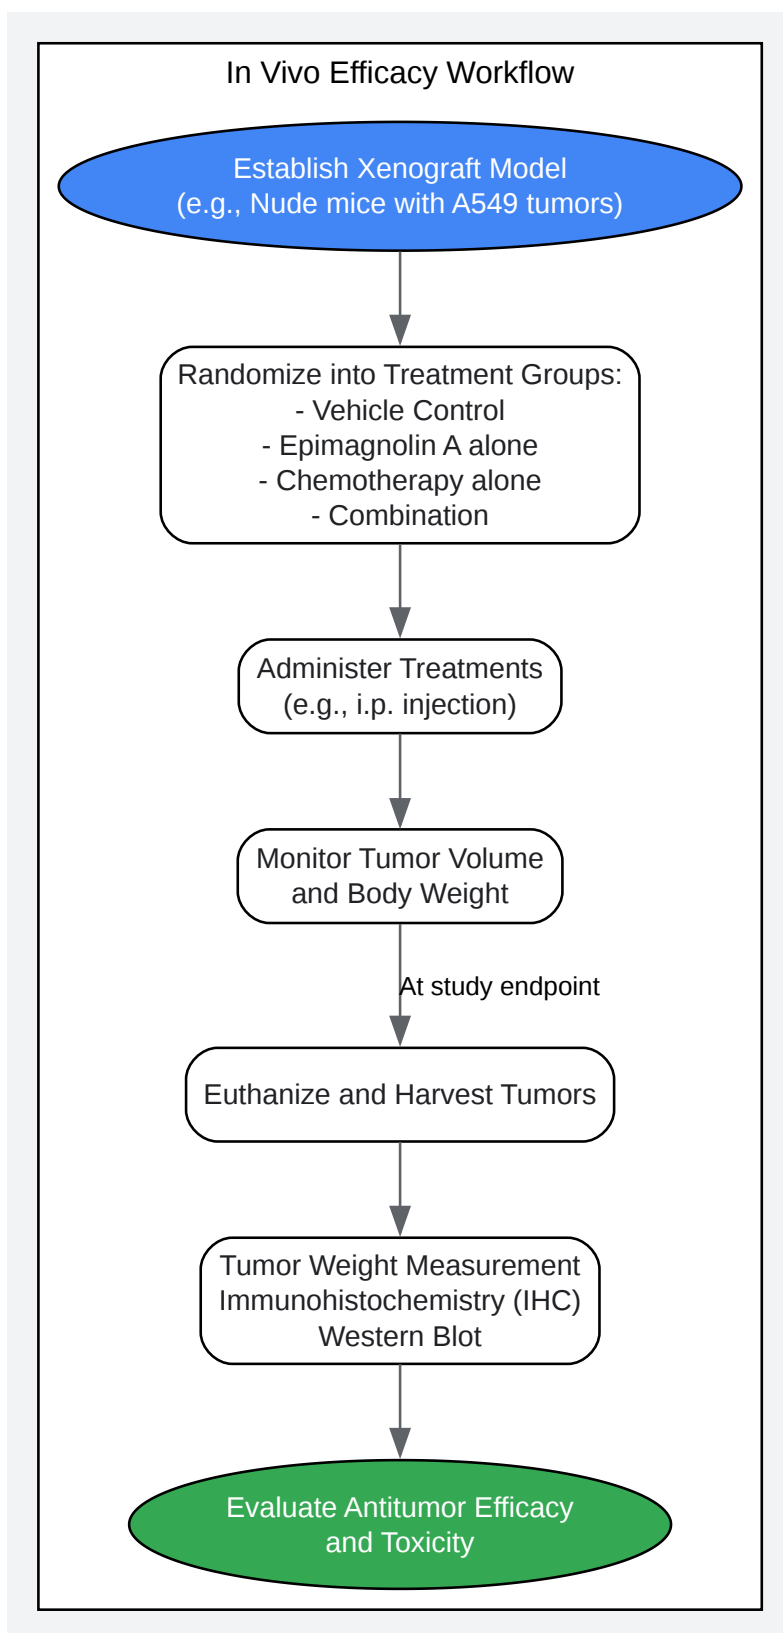 In Vivo Efficacy Workflow
Establish Xenograft Model
(e.g., Nude mice with A549 tumors)
Randomize into Treatment Groups:
- Vehicle Control
- Epimagnolin A alone
- Chemotherapy alone
- Combination
Administer Treatments
(e.g., i.p. injection)
Monitor Tumor Volume
and Body Weight
At study endpoint
Euthanize and Harvest Tumors
Tumor Weight Measurement
Immunohistochemistry (IHC)
Western Blot
Evaluate Antitumor Efficacy
and Toxicity